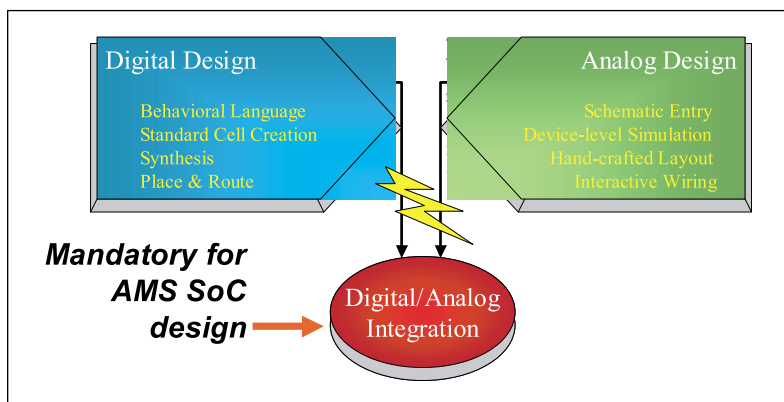 Digital Design
Behavioral Language
Standard Cell Creation
Synthesis
Place & Route
Analog Design
Schematic Entry
Device-level Simulation
Hand-crafted Layout
Interactive Wiring
Mandatory for
AMS SoC
design
Digital/Analog
Integration